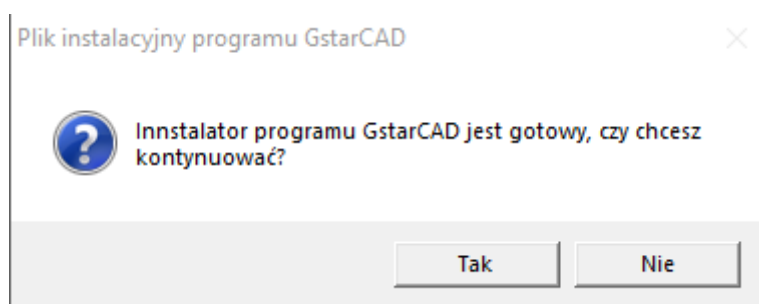 Plik instalacyjny programu GstarCAD
Innstalator programu GstarCAD jest gotowy, czy chcesz
kontynuować?
Tak
Nie